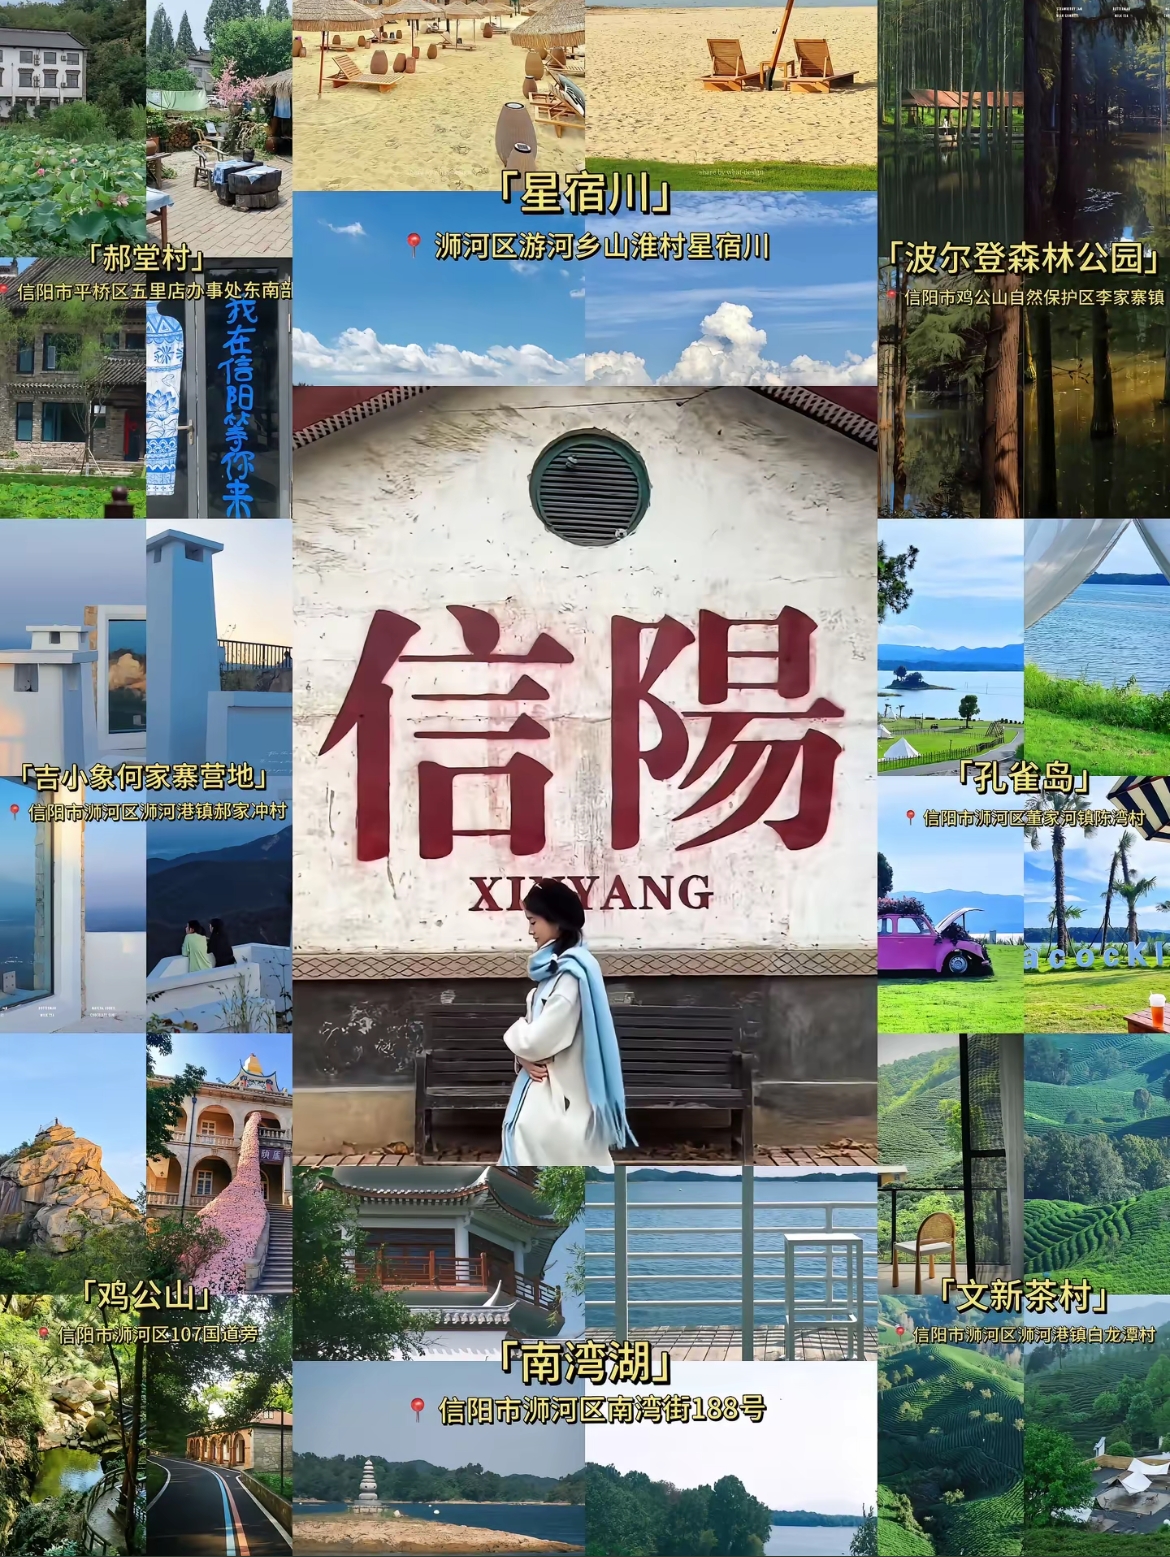 「星宿川」
浉河区游河乡山淮村星宿川
「郝堂村」
信阳市平桥区五里店办事处东南部
我在信阳等你来
「波尔登森林公园」
信阳市鸡公山自然保护区李家寨镇
信陽
XINYANG
「吉小象何家寨营地」
信阳市浉河区浉河港镇郝家冲村
「孔雀岛」
信阳市浉河区董家河镇陈湾村
acocK
「鸡公山」
信阳市浉河区107国道旁
「南湾湖」
信阳市浉河区南湾街188号
「文新茶村」
信阳市浉河区浉河港镇白龙潭村